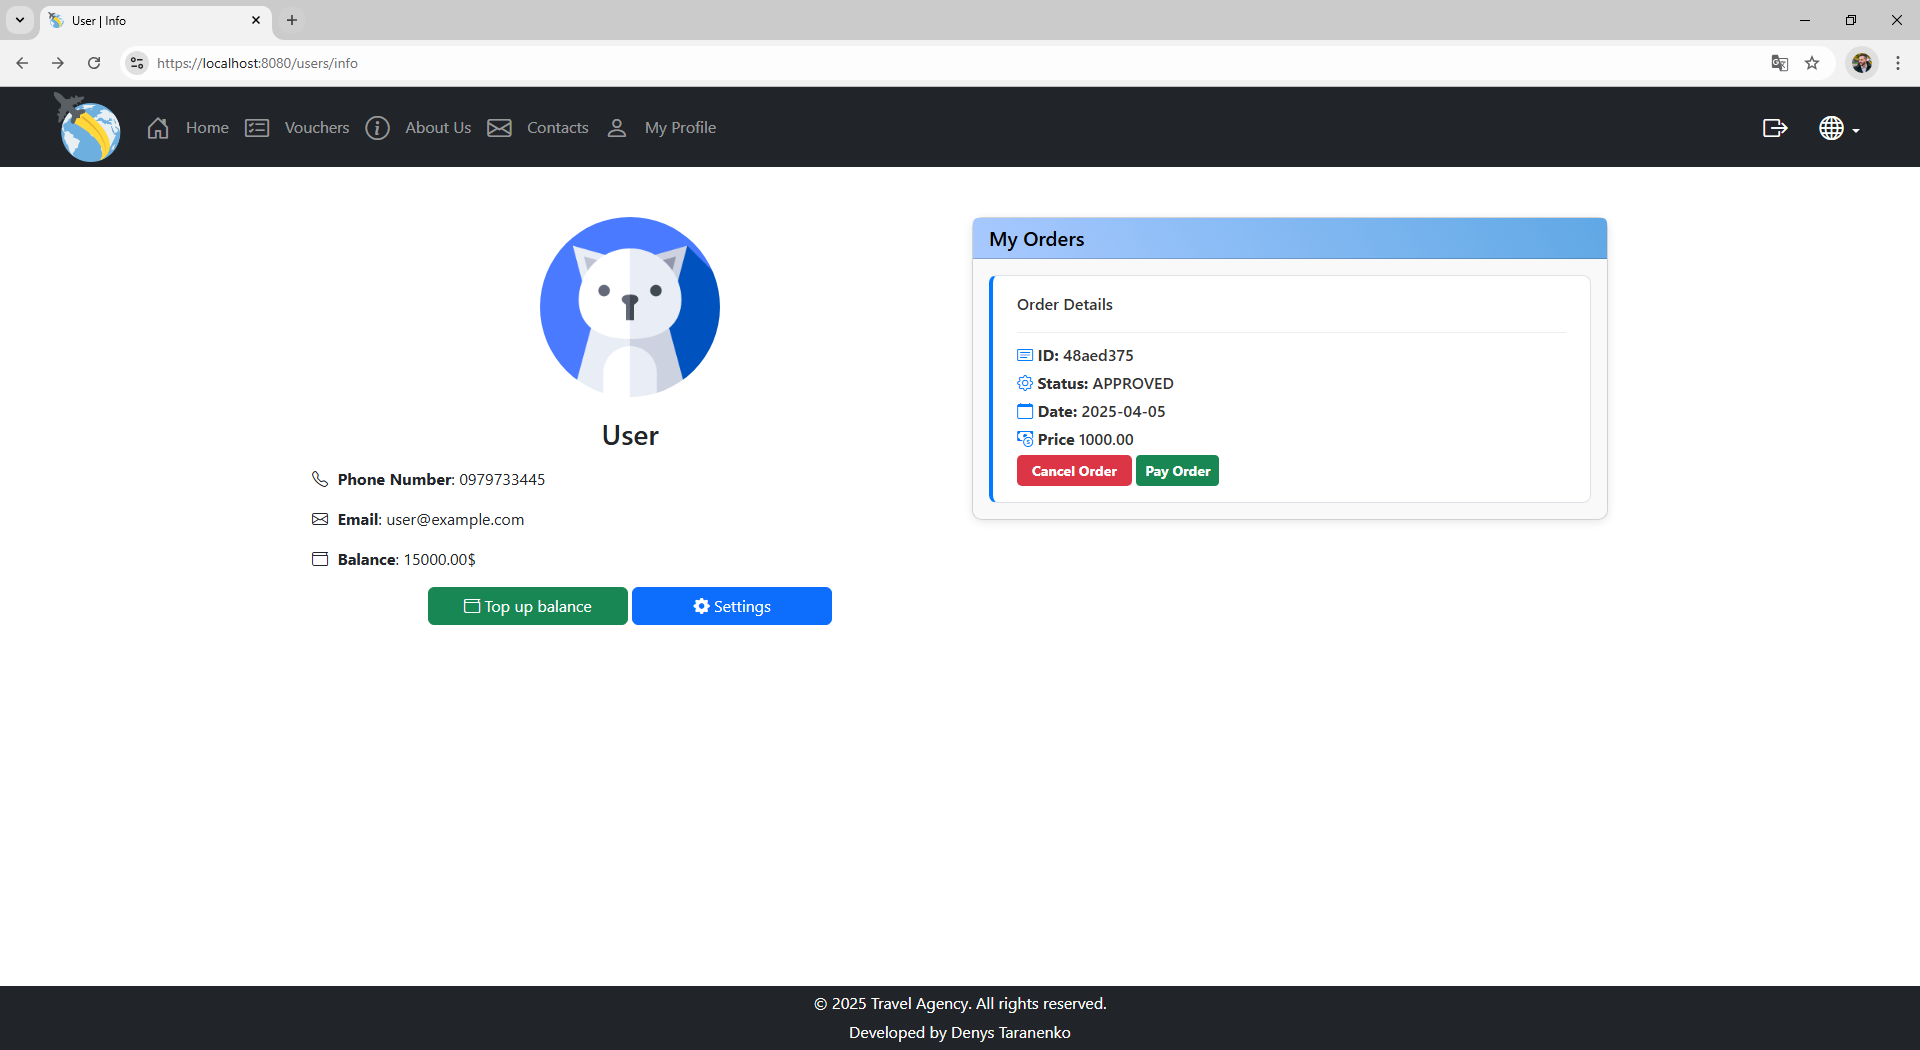 User | Info
https://localhost:8080/users/info
Home Vouchers About Us Contacts My Profile
User
Phone Number: 0979733445
Email: user@example.com
Balance: 15000.00$
Top up balance Settings
My Orders
Order Details
ID: 48aed375
Status: APPROVED
Date: 2025-04-05
Price 1000.00
Cancel Order Pay Order
© 2025 Travel Agency. All rights reserved.
Developed by Denys Taranenko